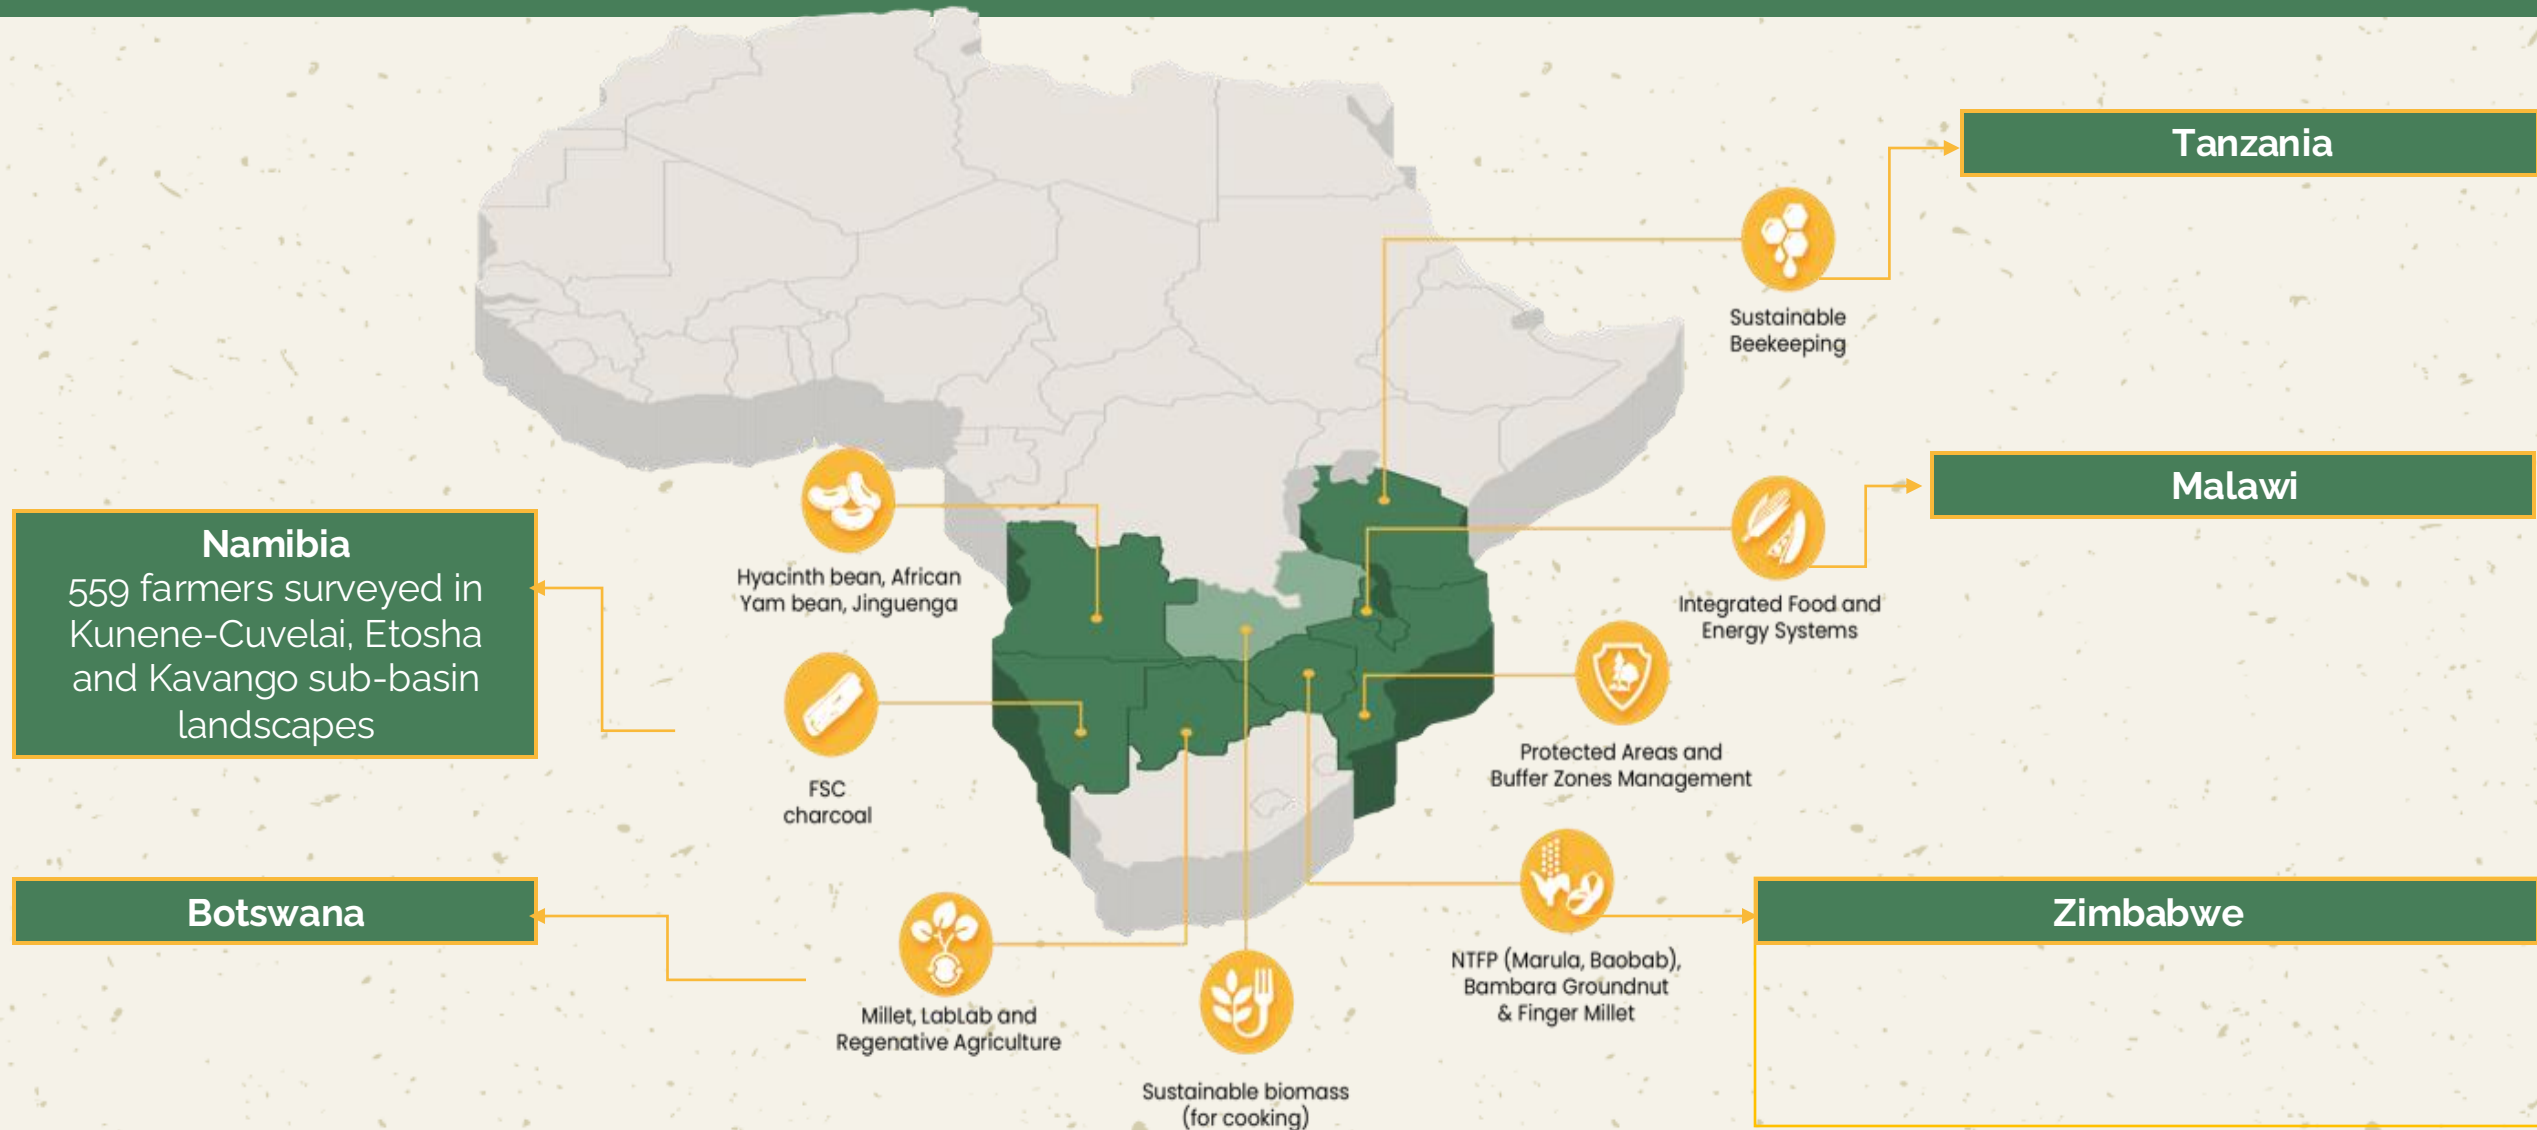 Tanzania
Sustainable
Beekeeping
Malawi
Integrated Food and
Energy Systems
Namibia
559 farmers surveyed in
Kunene-Cuvelai, Etosha
and Kavango sub-basin
landscapes
Hyacinth bean, African
Yam bean, Jinguenga
FSC
charcoal
Protected Areas and
Buffer Zones Management
Botswana
Millet, LabLab and
Regenative Agriculture
Sustainable biomass
(for cooking)
NTFP (Marula, Baobab),
Bambara Groundnut
& Finger Millet
Zimbabwe